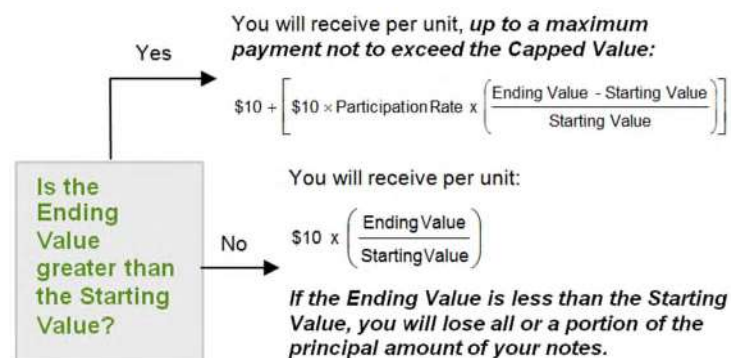 You will receive per unit, up to a maximum
payment not to exceed the Capped Value:
Yes
$10 + [ $10 × Participation Rate x ( Ending Value - Starting Value / Starting Value ) ]
Is the
Ending
Value
greater than
the Starting
Value?
No
You will receive per unit:
$10 x ( Ending Value / Starting Value )
If the Ending Value is less than the Starting
Value, you will lose all or a portion of the
principal amount of your notes.